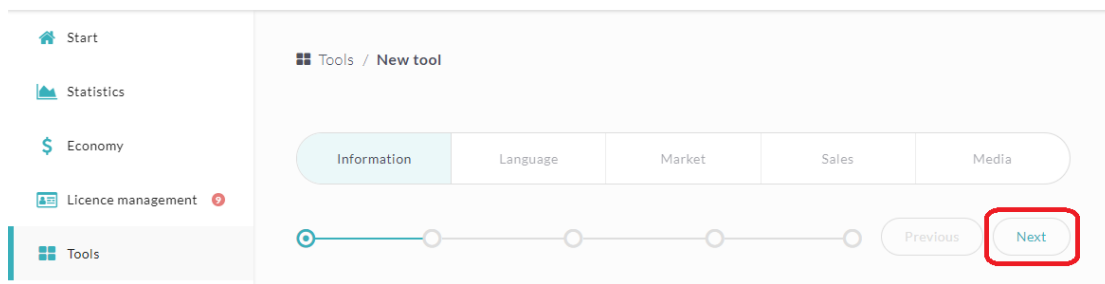 Start
Statistics
Economy
Licence management 9
Tools
Tools / New tool
Information Language Market Sales Media
Previous Next